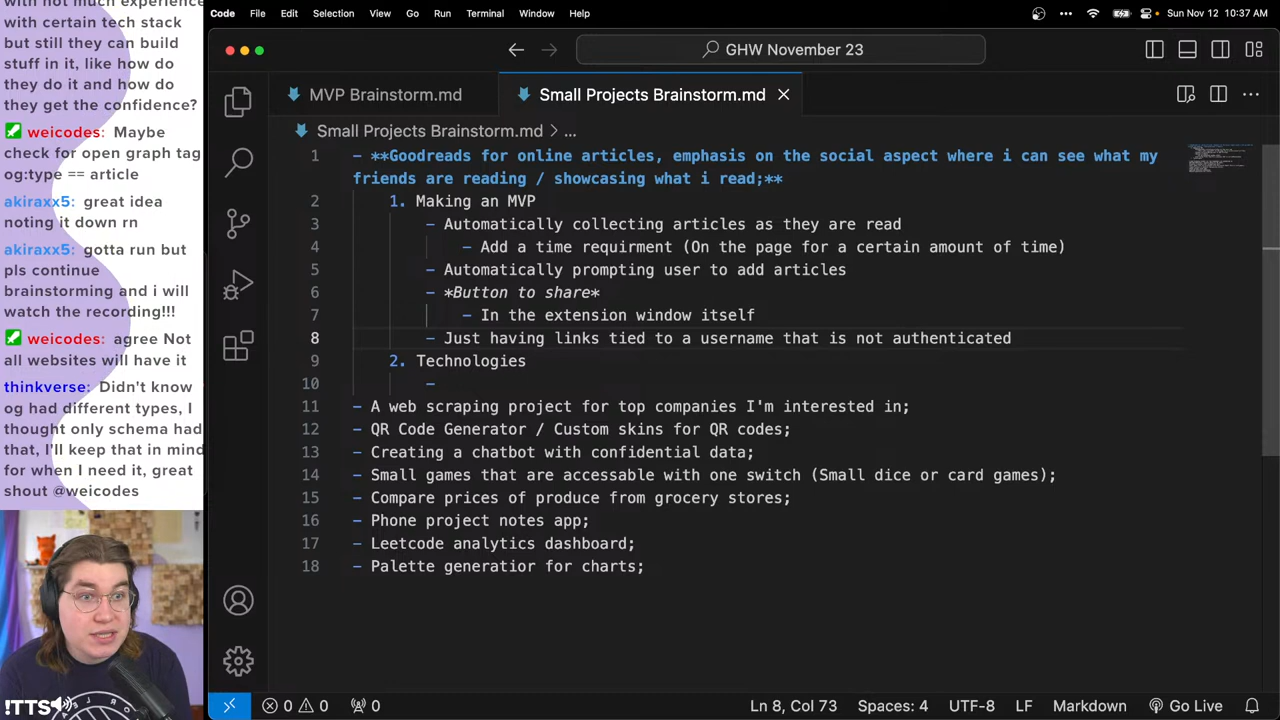 Code File Edit Selection View Go Run Terminal Window Help Sun Nov 12 10:37 AM
with not much experience
with certain tech stack
but still they can build
stuff in it, like how do
they do it and how do
they get the confidence?
weicodes: Maybe
check for open graph tag
og:type == article
akiraxx5: great idea
noting it down rn
akiraxx5: gotta run but
pls continue
brainstorming and i will
watch the recording!!!
weicodes: agree Not
all websites will have it
thinkverse: Didn't know
og had different types, I
thought only schema had
that, I'll keep that in mind
for when I need it, great
shout @weicodes
!TTS
GHW November 23
MVP Brainstorm.md
Small Projects Brainstorm.md
Small Projects Brainstorm.md > ...
1 - **Goodreads for online articles, emphasis on the social aspect where i can see what my
friends are reading / showcasing what i read;**
2 1. Making an MVP
3 - Automatically collecting articles as they are read
4 - Add a time requirment (On the page for a certain amount of time)
5 - Automatically prompting user to add articles
6 - *Button to share*
7 - In the extension window itself
8 - Just having links tied to a username that is not authenticated
9 2. Technologies
10 -
11 - A web scraping project for top companies I'm interested in;
12 - QR Code Generator / Custom skins for QR codes;
13 - Creating a chatbot with confidential data;
14 - Small games that are accessable with one switch (Small dice or card games);
15 - Compare prices of produce from grocery stores;
16 - Phone project notes app;
17 - Leetcode analytics dashboard;
18 - Palette generatior for charts;
0 0 0 Ln 8, Col 73 Spaces: 4 UTF-8 LF Markdown Go Live